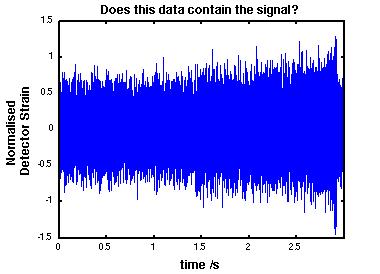 Does this data contain the signal?
1.5
1
0.5
0
-0.5
-1
-1.5
Normalised
Detector Strain
0 0.5 1 1.5 2 2.5
time /s